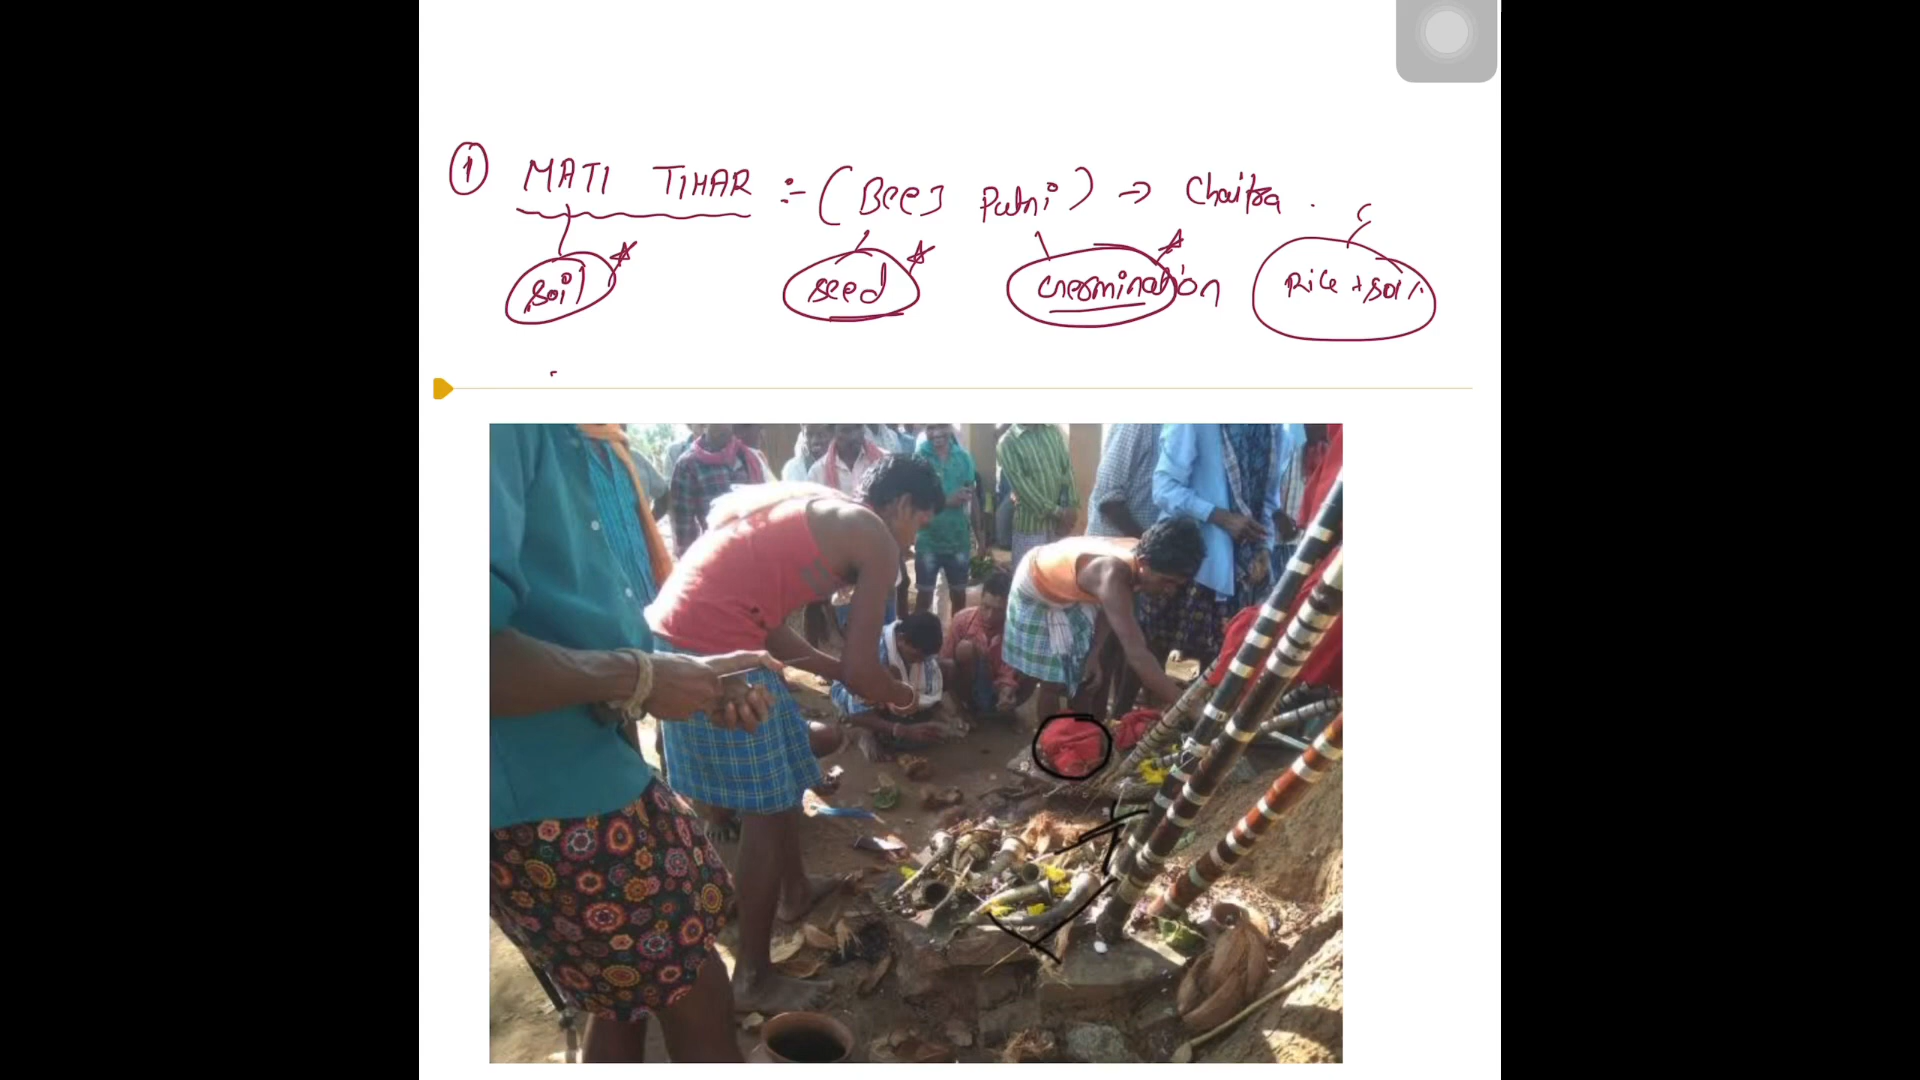 ① MATI TIHAR :- (Beej Putni) → Chaitra .
soil seed Germination Rice + soil.